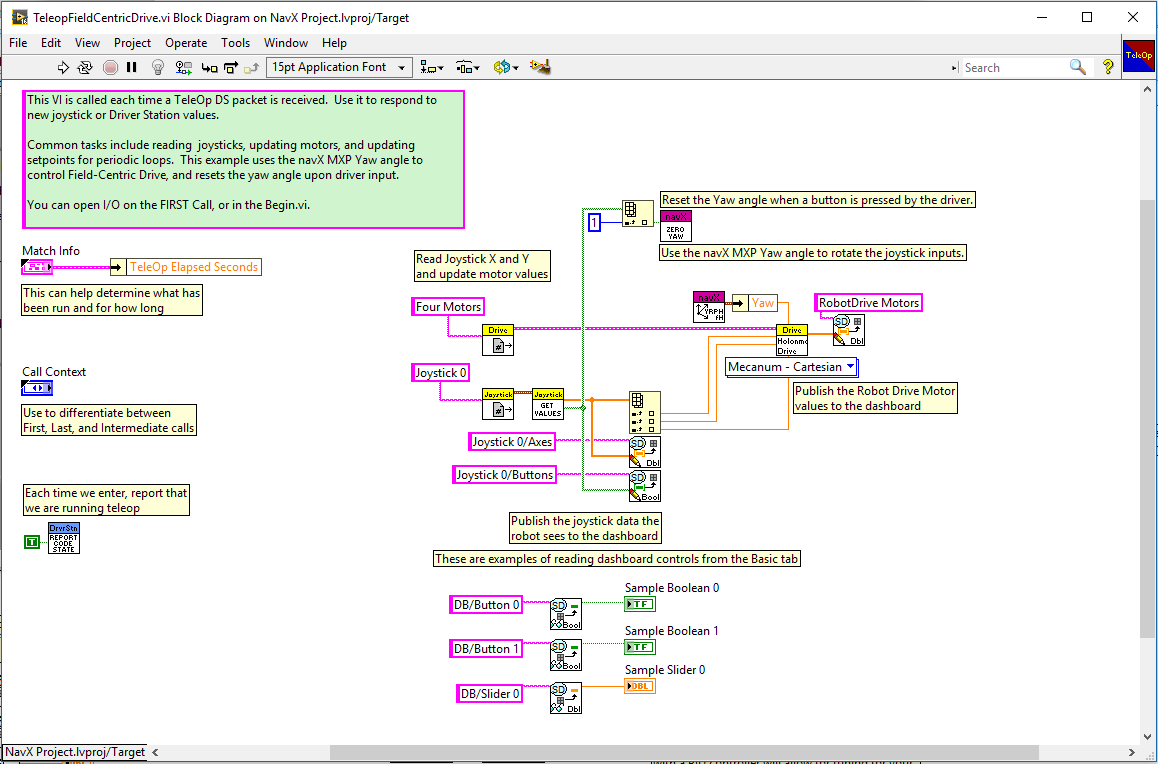 TeleopFieldCentricDrive.vi Block Diagram on NavX Project.lvproj/Target
File Edit View Project Operate Tools Window Help
15pt Application Font
Search
TeleOp
This VI is called each time a TeleOp DS packet is received. Use it to respond to
new joystick or Driver Station values.
Common tasks include reading joysticks, updating motors, and updating
setpoints for periodic loops. This example uses the navX MXP Yaw angle to
control Field-Centric Drive, and resets the yaw angle upon driver input.
You can open I/O on the FIRST Call, or in the Begin.vi.
Reset the Yaw angle when a button is pressed by the driver.
1
navX
ZERO
YAW
Use the navX MXP Yaw angle to rotate the joystick inputs.
Match Info
TeleOp Elapsed Seconds
This can help determine what has
been run and for how long
Read Joystick X and Y
and update motor values
Four Motors
Drive
navX
YRPH
fH
Yaw
RobotDrive Motors
SD
Dbl
Drive
Holonmc
Drive
Mecanum - Cartesian
Publish the Robot Drive Motor
values to the dashboard
Call Context
Use to differentiate between
First, Last, and Intermediate calls
Joystick 0
Joystick
Joystick
GET
VALUES
Joystick 0/Axes
SD
Dbl
Joystick 0/Buttons
SD
Bool
Each time we enter, report that
we are running teleop
T
DrvrStn
REPORT
CODE
STATE
Publish the joystick data the
robot sees to the dashboard
These are examples of reading dashboard controls from the Basic tab
DB/Button 0
SD
Bool
Sample Boolean 0
TF
DB/Button 1
SD
Bool
Sample Boolean 1
TF
DB/Slider 0
SD
Dbl
Sample Slider 0
DBL
NavX Project.lvproj/Target